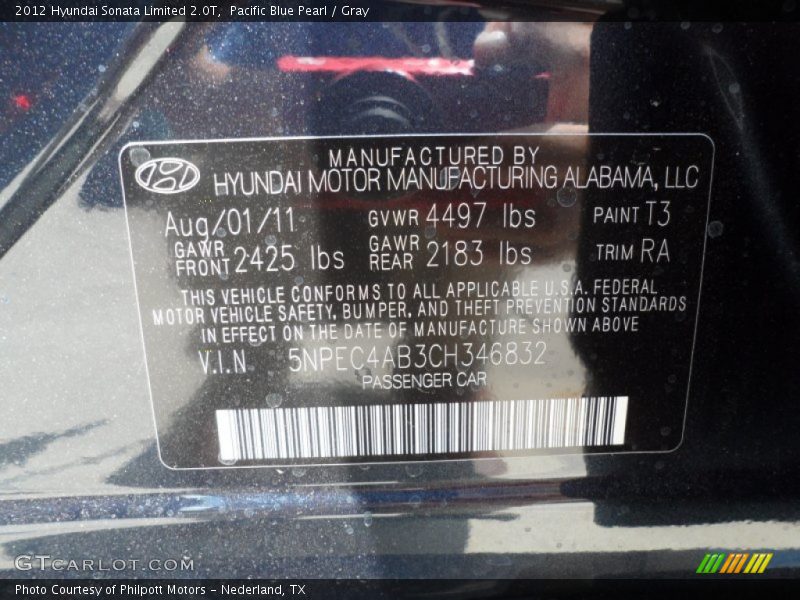 2012 Hyundai Sonata Limited 2.0T, Pacific Blue Pearl / Gray
MANUFACTURED BY
HYUNDAI MOTOR MANUFACTURING ALABAMA, LLC
Aug/01/11 GVWR 4497 lbs PAINT T3
GAWR FRONT 2425 lbs GAWR REAR 2183 lbs TRIM RA
THIS VEHICLE CONFORMS TO ALL APPLICABLE U.S.A. FEDERAL
MOTOR VEHICLE SAFETY, BUMPER, AND THEFT PREVENTION STANDARDS
IN EFFECT ON THE DATE OF MANUFACTURE SHOWN ABOVE
V.I.N 5NPEC4AB3CH346832
PASSENGER CAR
GTCARLOT.COM
Photo Courtesy of Philpott Motors - Nederland, TX